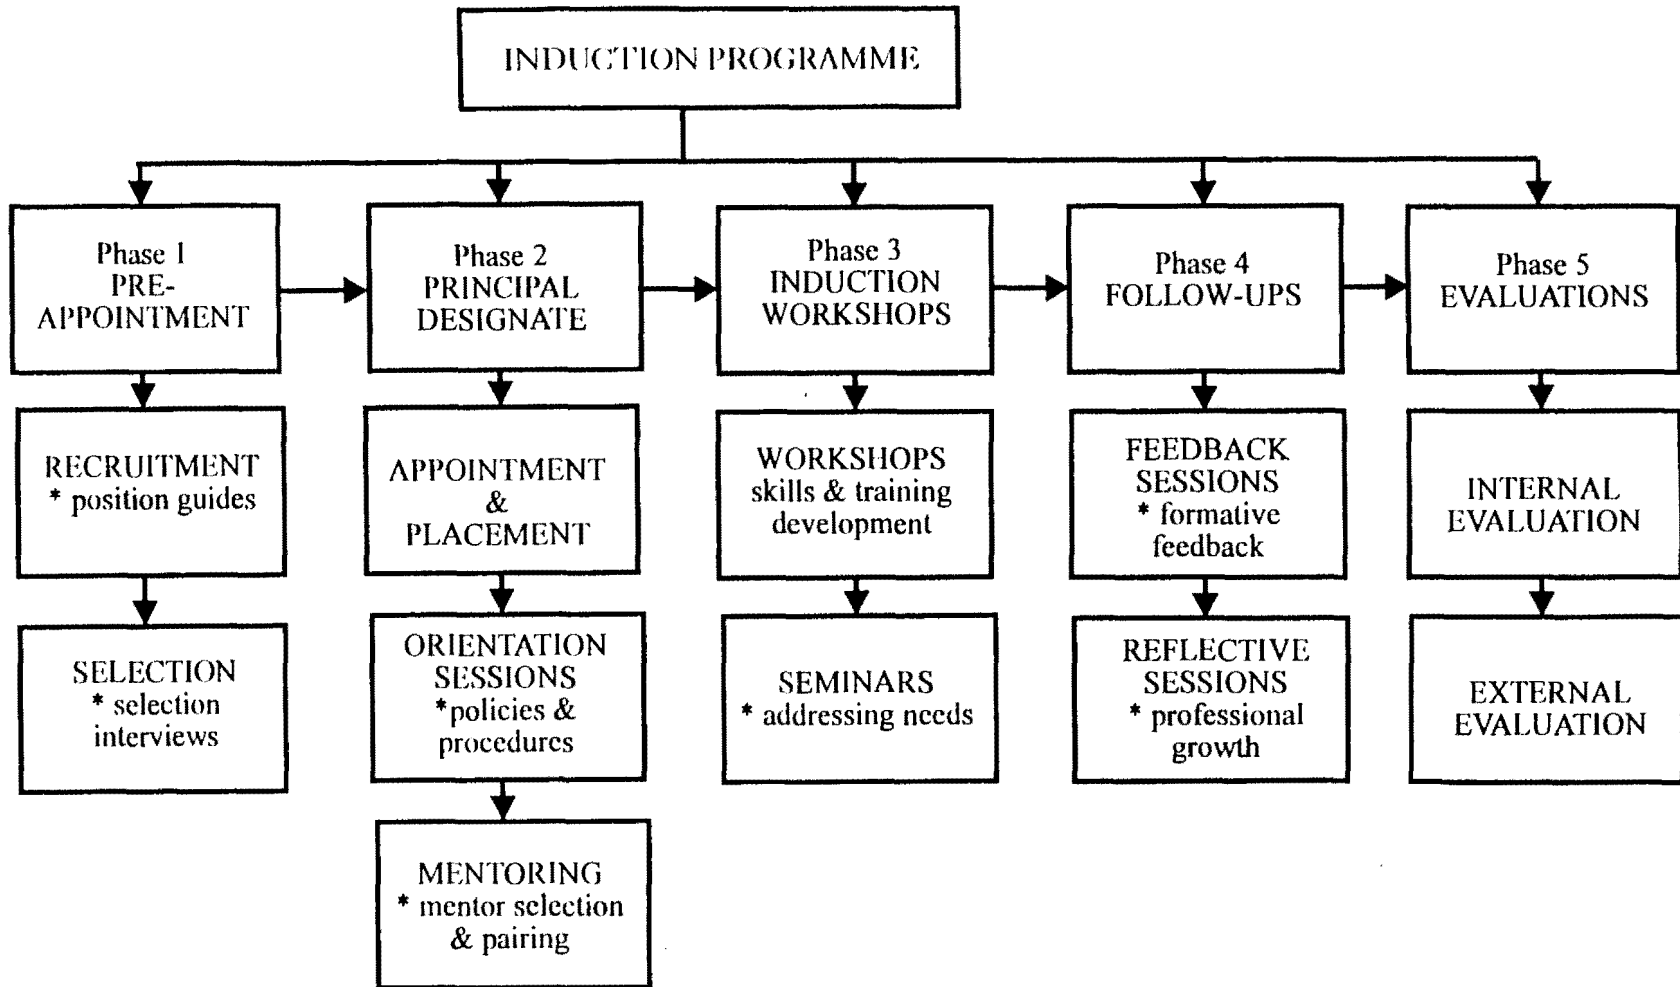 INDUCTION PROGRAMME
Phase 1
PRE-
APPOINTMENT
Phase 2
PRINCIPAL
DESIGNATE
Phase 3
INDUCTION
WORKSHOPS
Phase 4
FOLLOW-UPS
Phase 5
EVALUATIONS
RECRUITMENT
* position guides
APPOINTMENT
&
PLACEMENT
WORKSHOPS
skills & training
development
FEEDBACK
SESSIONS
* formative
feedback
INTERNAL
EVALUATION
SELECTION
* selection
interviews
ORIENTATION
SESSIONS
*policies &
procedures
SEMINARS
* addressing needs
REFLECTIVE
SESSIONS
* professional
growth
EXTERNAL
EVALUATION
MENTORING
* mentor selection
& pairing